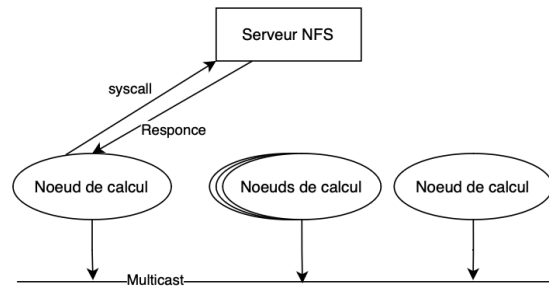 Serveur NFS
syscall
Responce
Noeud de calcul
Noeuds de calcul
Noeud de calcul
Multicast